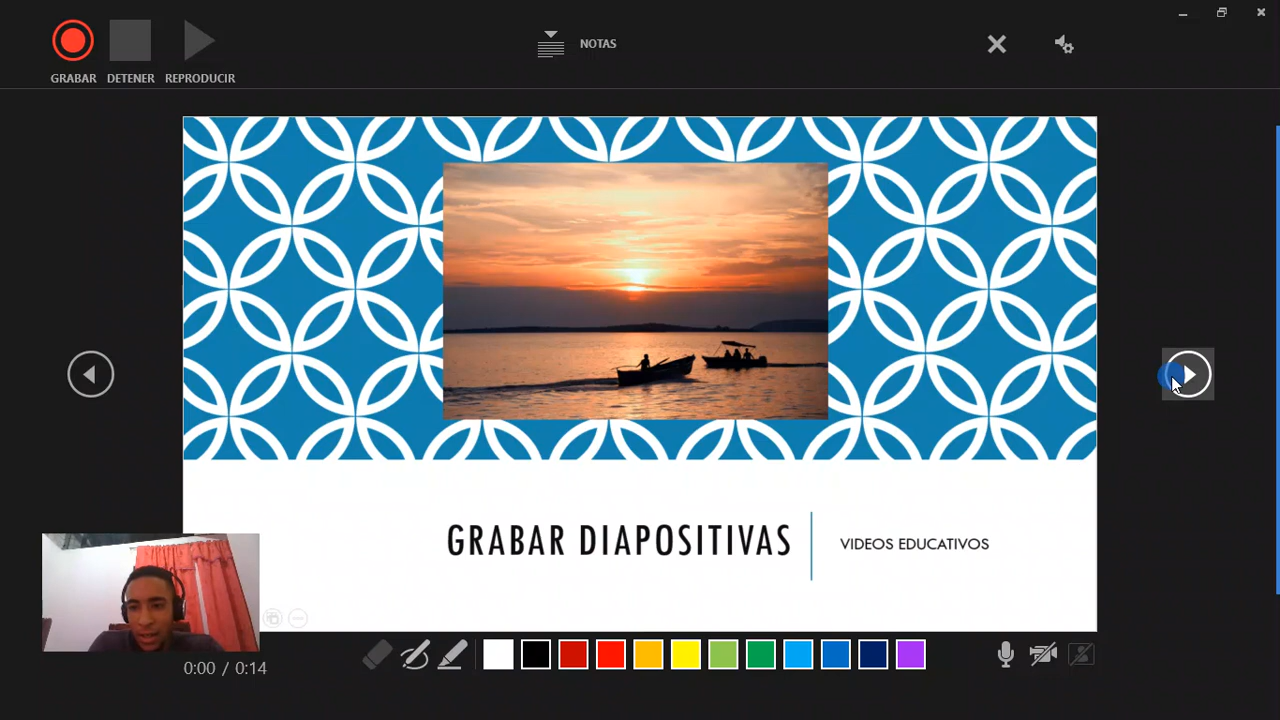 NOTAS
GRABAR DETENER REPRODUCIR
GRABAR DIAPOSITIVAS
VIDEOS EDUCATIVOS
0:00 / 0:14